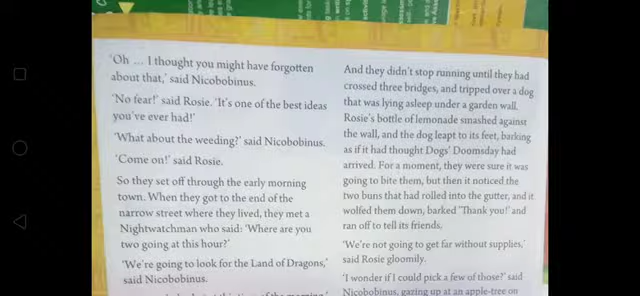 'Oh ... I thought you might have forgotten
about that,' said Nicobobinus.
'No fear!' said Rosie. 'It's one of the best ideas
you've ever had!'
'What about the weeding?' said Nicobobinus.
'Come on!' said Rosie.
So they set off through the early morning
town. When they got to the end of the
narrow street where they lived, they met a
Nightwatchman who said: 'Where are you
two going at this hour?'
'We're going to look for the Land of Dragons,'
said Nicobobinus.
And they didn't stop running until they had
crossed three bridges, and tripped over a dog
that was lying asleep under a garden wall.
Rosie's bottle of lemonade smashed against
the wall, and the dog leapt to its feet, barking
as if it had thought Dogs' Doomsday had
arrived. For a moment, they were sure it was
going to bite them, but then it noticed the
two buns that had rolled into the gutter, and it
wolfed them down, barked 'Thank you!' and
ran off to tell its friends.
'We're not going to get far without supplies,'
said Rosie gloomily.
'I wonder if I could pick a few of those?' said
Nicobobinus, gazing up at an apple-tree on